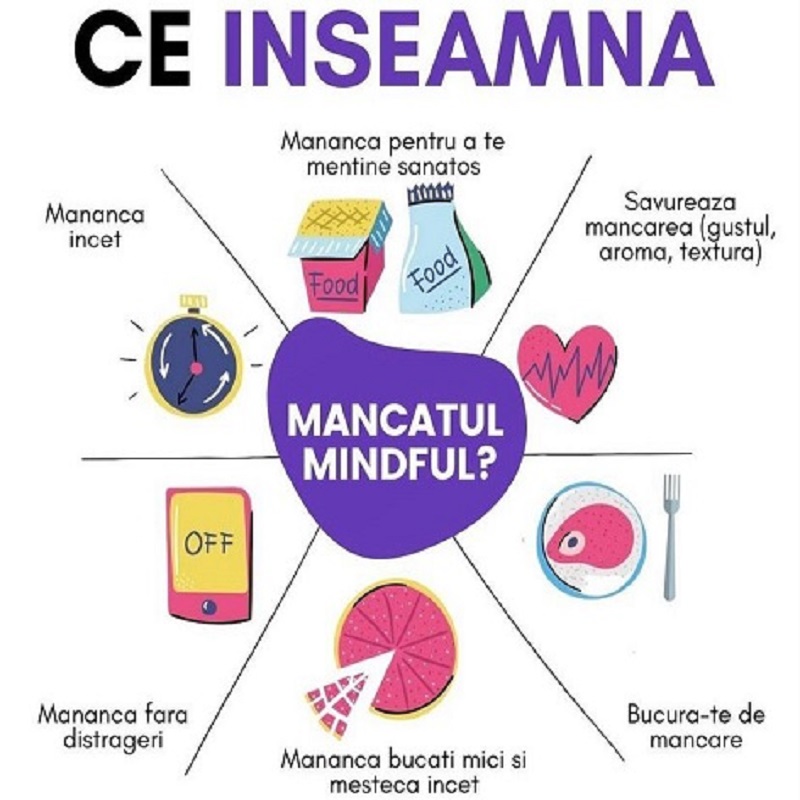 CE INSEAMNA
Mananca pentru a te
mentine sanatos
Mananca
incet
Savureaza
mancarea (gustul,
aroma, textura)
Food
Food
MANCATUL
MINDFUL?
OFF
Mananca fara
distrageri
Mananca bucati mici si
mesteca incet
Bucura-te de
mancare